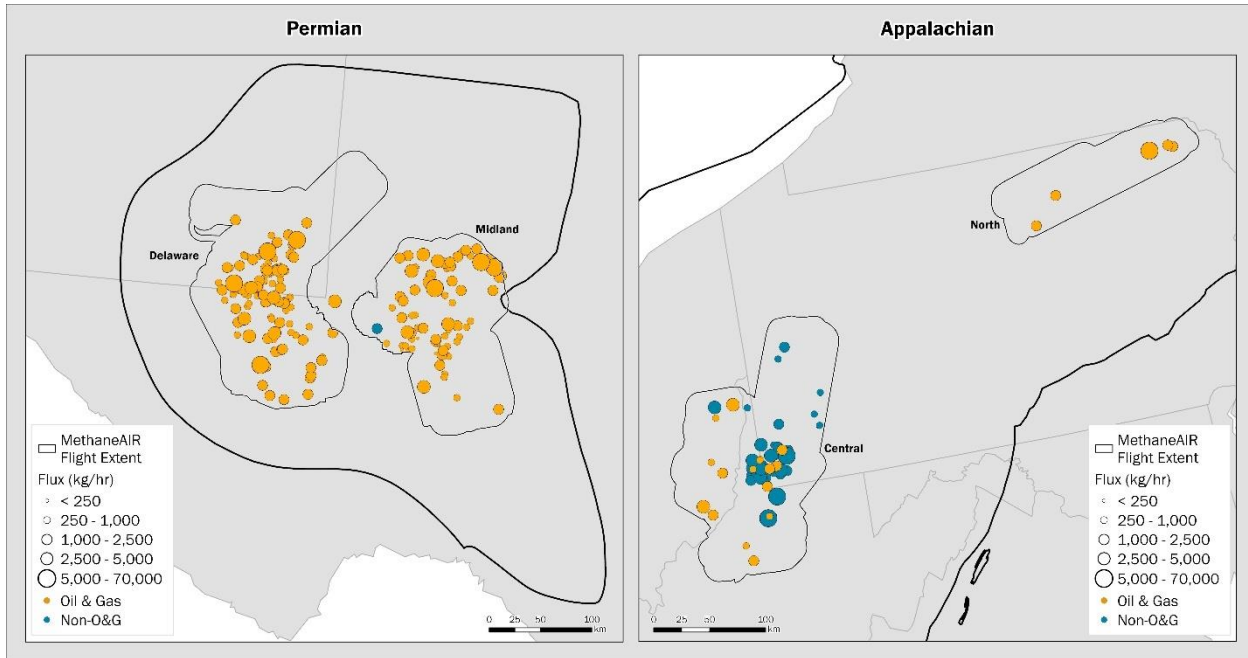 Permian
Delaware
Midland
MethaneAIR
Flight Extent
Flux (kg/hr)
< 250
250 - 1,000
1,000 - 2,500
2,500 - 5,000
5,000 - 70,000
Oil & Gas
Non-O&G
0 25 50 100
km
Appalachian
North
Central
MethaneAIR
Flight Extent
Flux (kg/hr)
< 250
250 - 1,000
1,000 - 2,500
2,500 - 5,000
5,000 - 70,000
Oil & Gas
Non-O&G
0 25 50 100
km